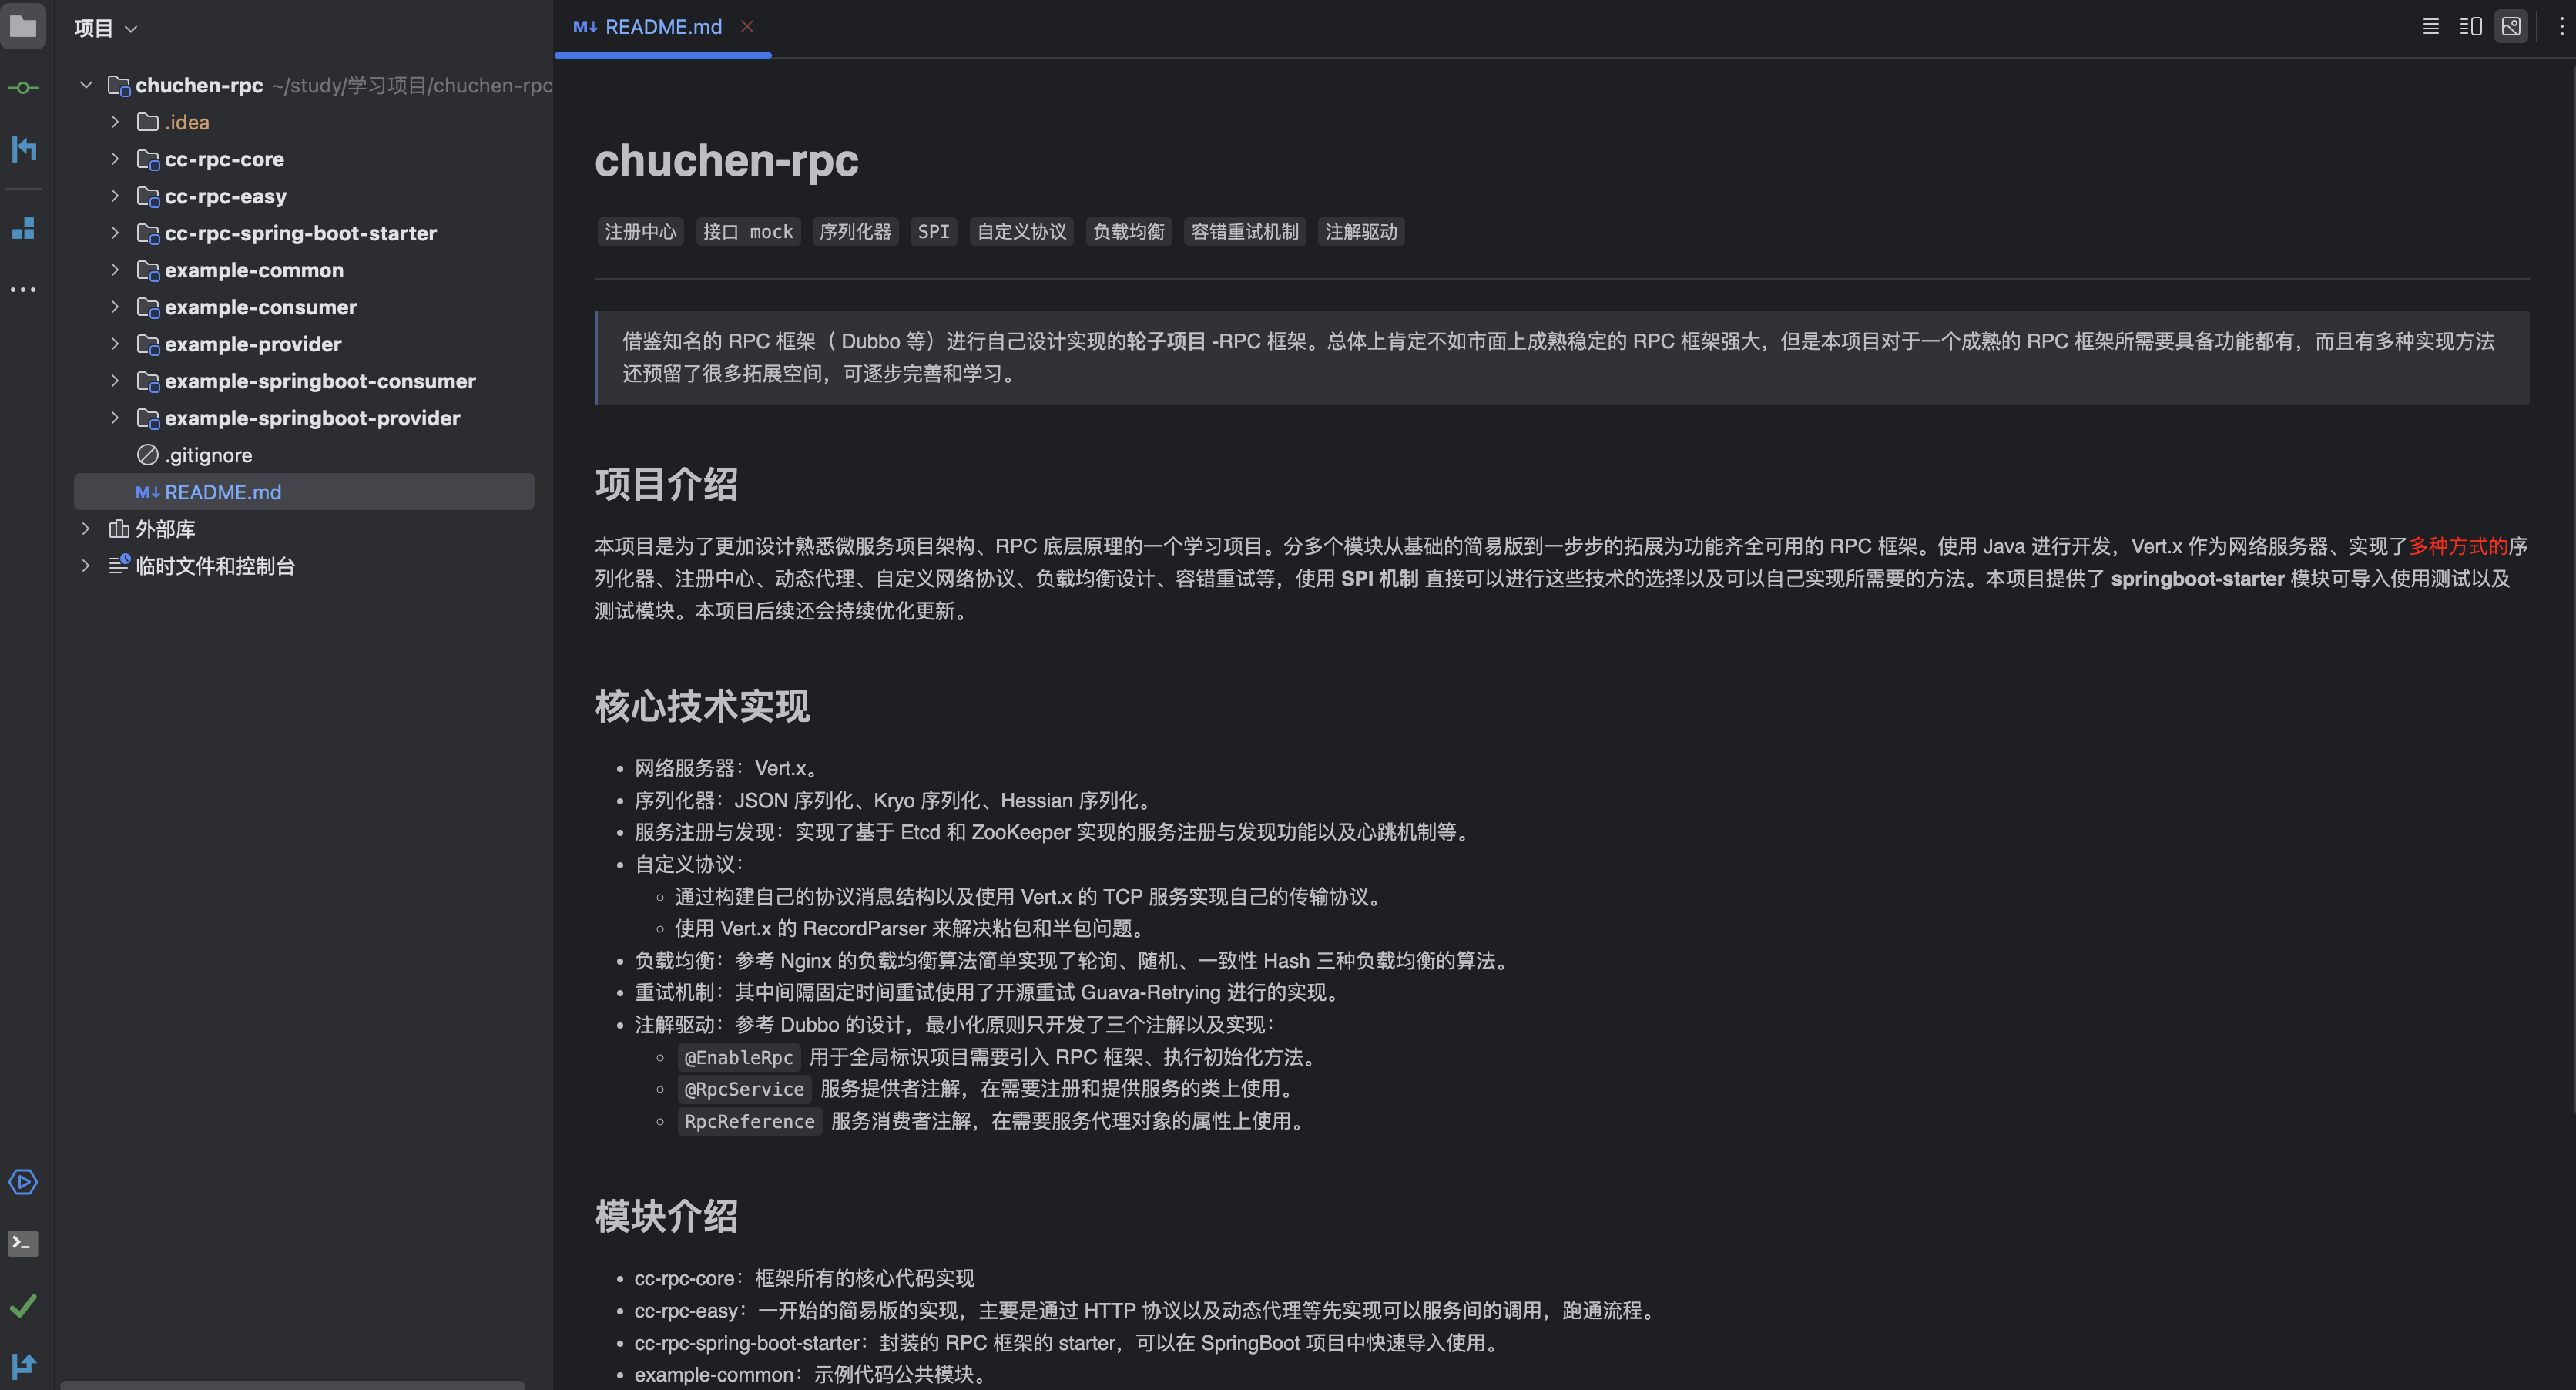 项目
chuchen-rpc ~/study/学习项目/chuchen-rpc
.idea
cc-rpc-core
cc-rpc-easy
cc-rpc-spring-boot-starter
example-common
example-consumer
example-provider
example-springboot-consumer
example-springboot-provider
.gitignore
M↓ README.md
外部库
临时文件和控制台
M↓ README.md
chuchen-rpc
注册中心 接口 mock 序列化器 SPI 自定义协议 负载均衡 容错重试机制 注解驱动
借鉴知名的 RPC 框架（ Dubbo 等）进行自己设计实现的轮子项目 -RPC 框架。总体上肯定不如市面上成熟稳定的 RPC 框架强大，但是本项目对于一个成熟的 RPC 框架所需要具备功能都有，而且有多种实现方法
还预留了很多拓展空间，可逐步完善和学习。
项目介绍
本项目是为了更加设计熟悉微服务项目架构、RPC 底层原理的一个学习项目。分多个模块从基础的简易版到一步步的拓展为功能齐全可用的 RPC 框架。使用 Java 进行开发，Vert.x 作为网络服务器、实现了多种方式的序
列化器、注册中心、动态代理、自定义网络协议、负载均衡设计、容错重试等，使用 SPI 机制 直接可以进行这些技术的选择以及可以自己实现所需要的方法。本项目提供了 springboot-starter 模块可导入使用测试以及
测试模块。本项目后续还会持续优化更新。
核心技术实现
• 网络服务器：Vert.x。
• 序列化器：JSON 序列化、Kryo 序列化、Hessian 序列化。
• 服务注册与发现：实现了基于 Etcd 和 ZooKeeper 实现的服务注册与发现功能以及心跳机制等。
• 自定义协议：
◦ 通过构建自己的协议消息结构以及使用 Vert.x 的 TCP 服务实现自己的传输协议。
◦ 使用 Vert.x 的 RecordParser 来解决粘包和半包问题。
• 负载均衡：参考 Nginx 的负载均衡算法简单实现了轮询、随机、一致性 Hash 三种负载均衡的算法。
• 重试机制：其中间隔固定时间重试使用了开源重试 Guava-Retrying 进行的实现。
• 注解驱动：参考 Dubbo 的设计，最小化原则只开发了三个注解以及实现：
◦ @EnableRpc 用于全局标识项目需要引入 RPC 框架、执行初始化方法。
◦ @RpcService 服务提供者注解，在需要注册和提供服务的类上使用。
◦ RpcReference 服务消费者注解，在需要服务代理对象的属性上使用。
模块介绍
• cc-rpc-core：框架所有的核心代码实现
• cc-rpc-easy：一开始的简易版的实现，主要是通过 HTTP 协议以及动态代理等先实现可以服务间的调用，跑通流程。
• cc-rpc-spring-boot-starter：封装的 RPC 框架的 starter，可以在 SpringBoot 项目中快速导入使用。
• example-common：示例代码公共模块。